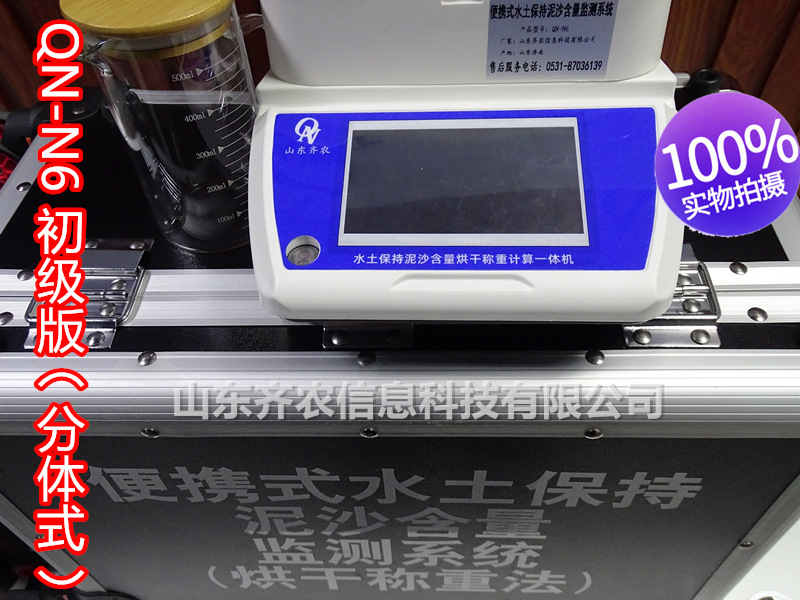 QN-N6 初级版（分体式）
500ml
400ml
300ml
200ml
100ml
便携式水土保持泥沙含量监测系统
产品型号：QN-N6
厂家：山东齐农信息科技有限公司
产地：山东济南
售后服务电话：0531-87036139
QN
山东齐农
水土保持泥沙含量烘干称重计算一体机
100%
实物拍摄
山东齐农信息科技有限公司
便携式水土保持
泥沙含量
监测系统
（烘干称重法）